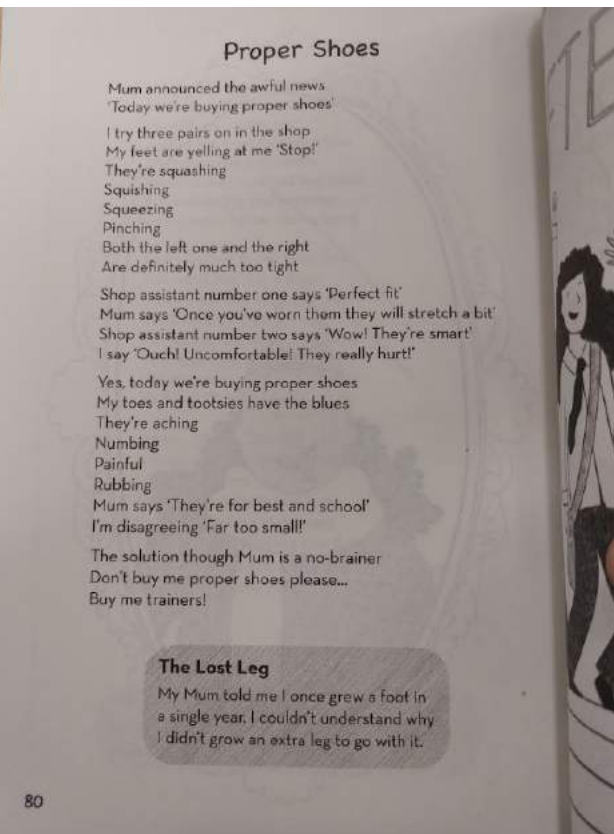 Proper Shoes
Mum announced the awful news
'Today we're buying proper shoes'
I try three pairs on in the shop
My feet are yelling at me 'Stop!'
They're squashing
Squishing
Squeezing
Pinching
Both the left one and the right
Are definitely much too tight
Shop assistant number one says 'Perfect fit'
Mum says 'Once you've worn them they will stretch a bit'
Shop assistant number two says 'Wow! They're smart'
I say 'Ouch! Uncomfortable! They really hurt!'
Yes, today we're buying proper shoes
My toes and tootsies have the blues
They're aching
Numbing
Painful
Rubbing
Mum says 'They're for best and school'
I'm disagreeing 'Far too small!'
The solution though Mum is a no-brainer
Don't buy me proper shoes please...
Buy me trainers!
The Lost Leg
My Mum told me I once grew a foot in
a single year. I couldn't understand why
I didn't grow an extra leg to go with it.
80